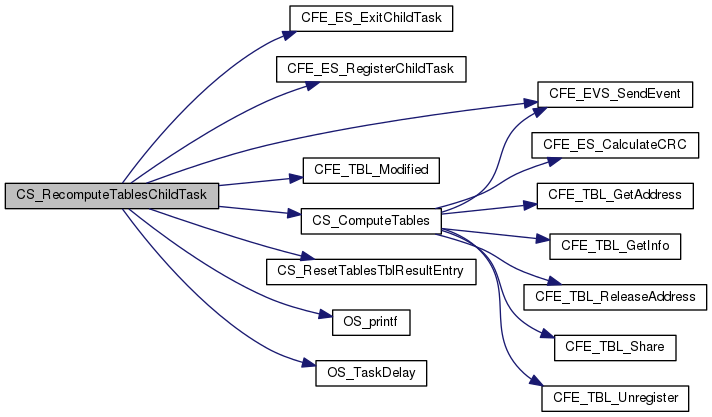 CFE_ES_ExitChildTask
CFE_ES_RegisterChildTask
CFE_EVS_SendEvent
CFE_ES_CalculateCRC
CFE_TBL_Modified
CS_RecomputeTablesChildTask
CFE_TBL_GetAddress
CS_ComputeTables
CFE_TBL_GetInfo
CS_ResetTablesTblResultEntry
CFE_TBL_ReleaseAddress
OS_printf
CFE_TBL_Share
OS_TaskDelay
CFE_TBL_Unregister